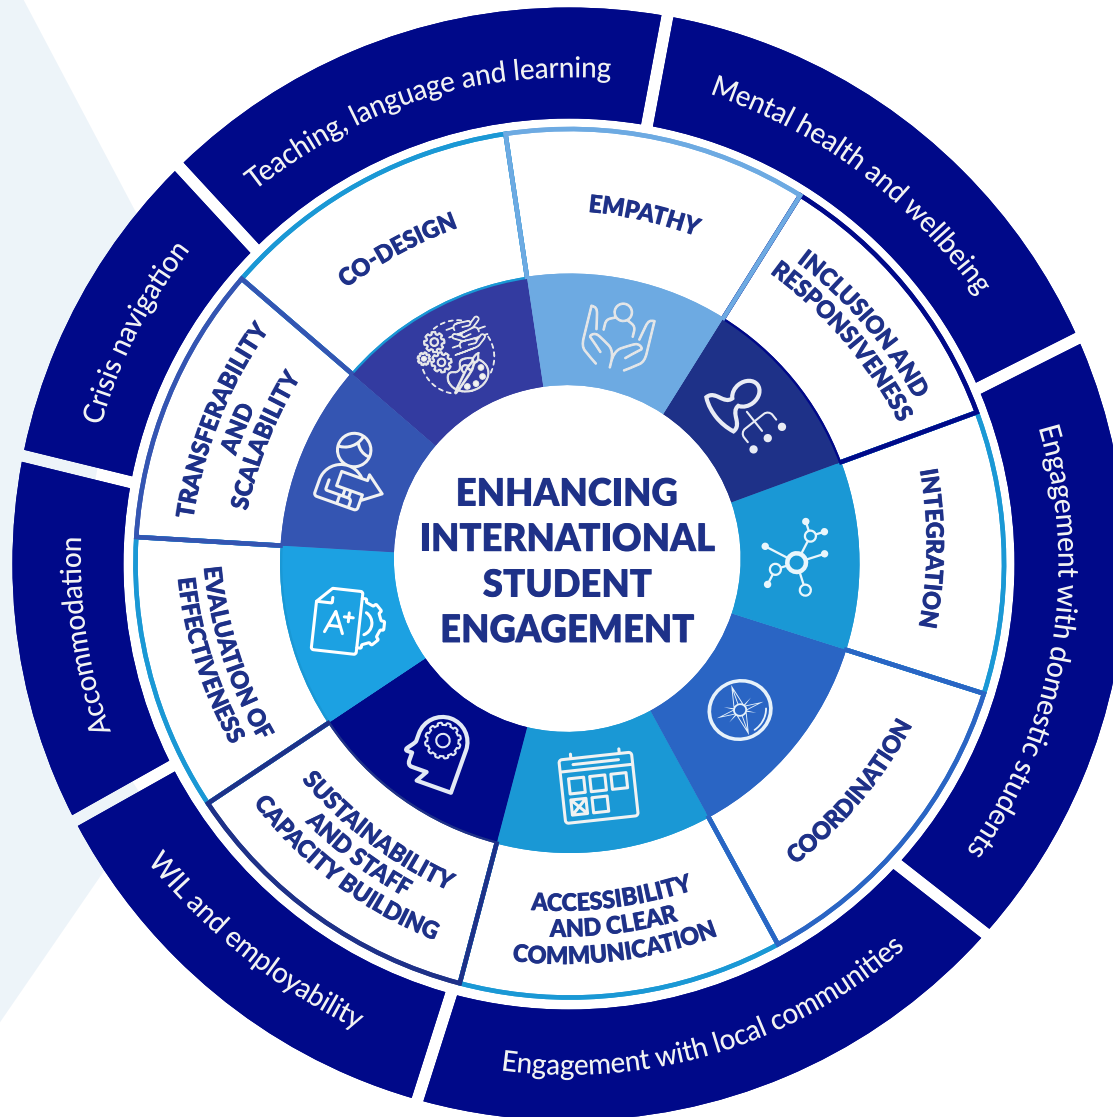 ENHANCING
INTERNATIONAL
STUDENT
ENGAGEMENT
EMPATHY
INCLUSION AND
RESPONSIVENESS
INTEGRATION
COORDINATION
ACCESSIBILITY
AND CLEAR
COMMUNICATION
SUSTAINABILITY
AND STAFF
CAPACITY BUILDING
EVALUATION OF
EFFECTIVENESS
A+
TRANSFERABILITY
AND
SCALABILITY
CO-DESIGN
Teaching, language and learning
Mental health and wellbeing
Engagement with domestic students
Engagement with local communities
WIL and employability
Accommodation
Crisis navigation